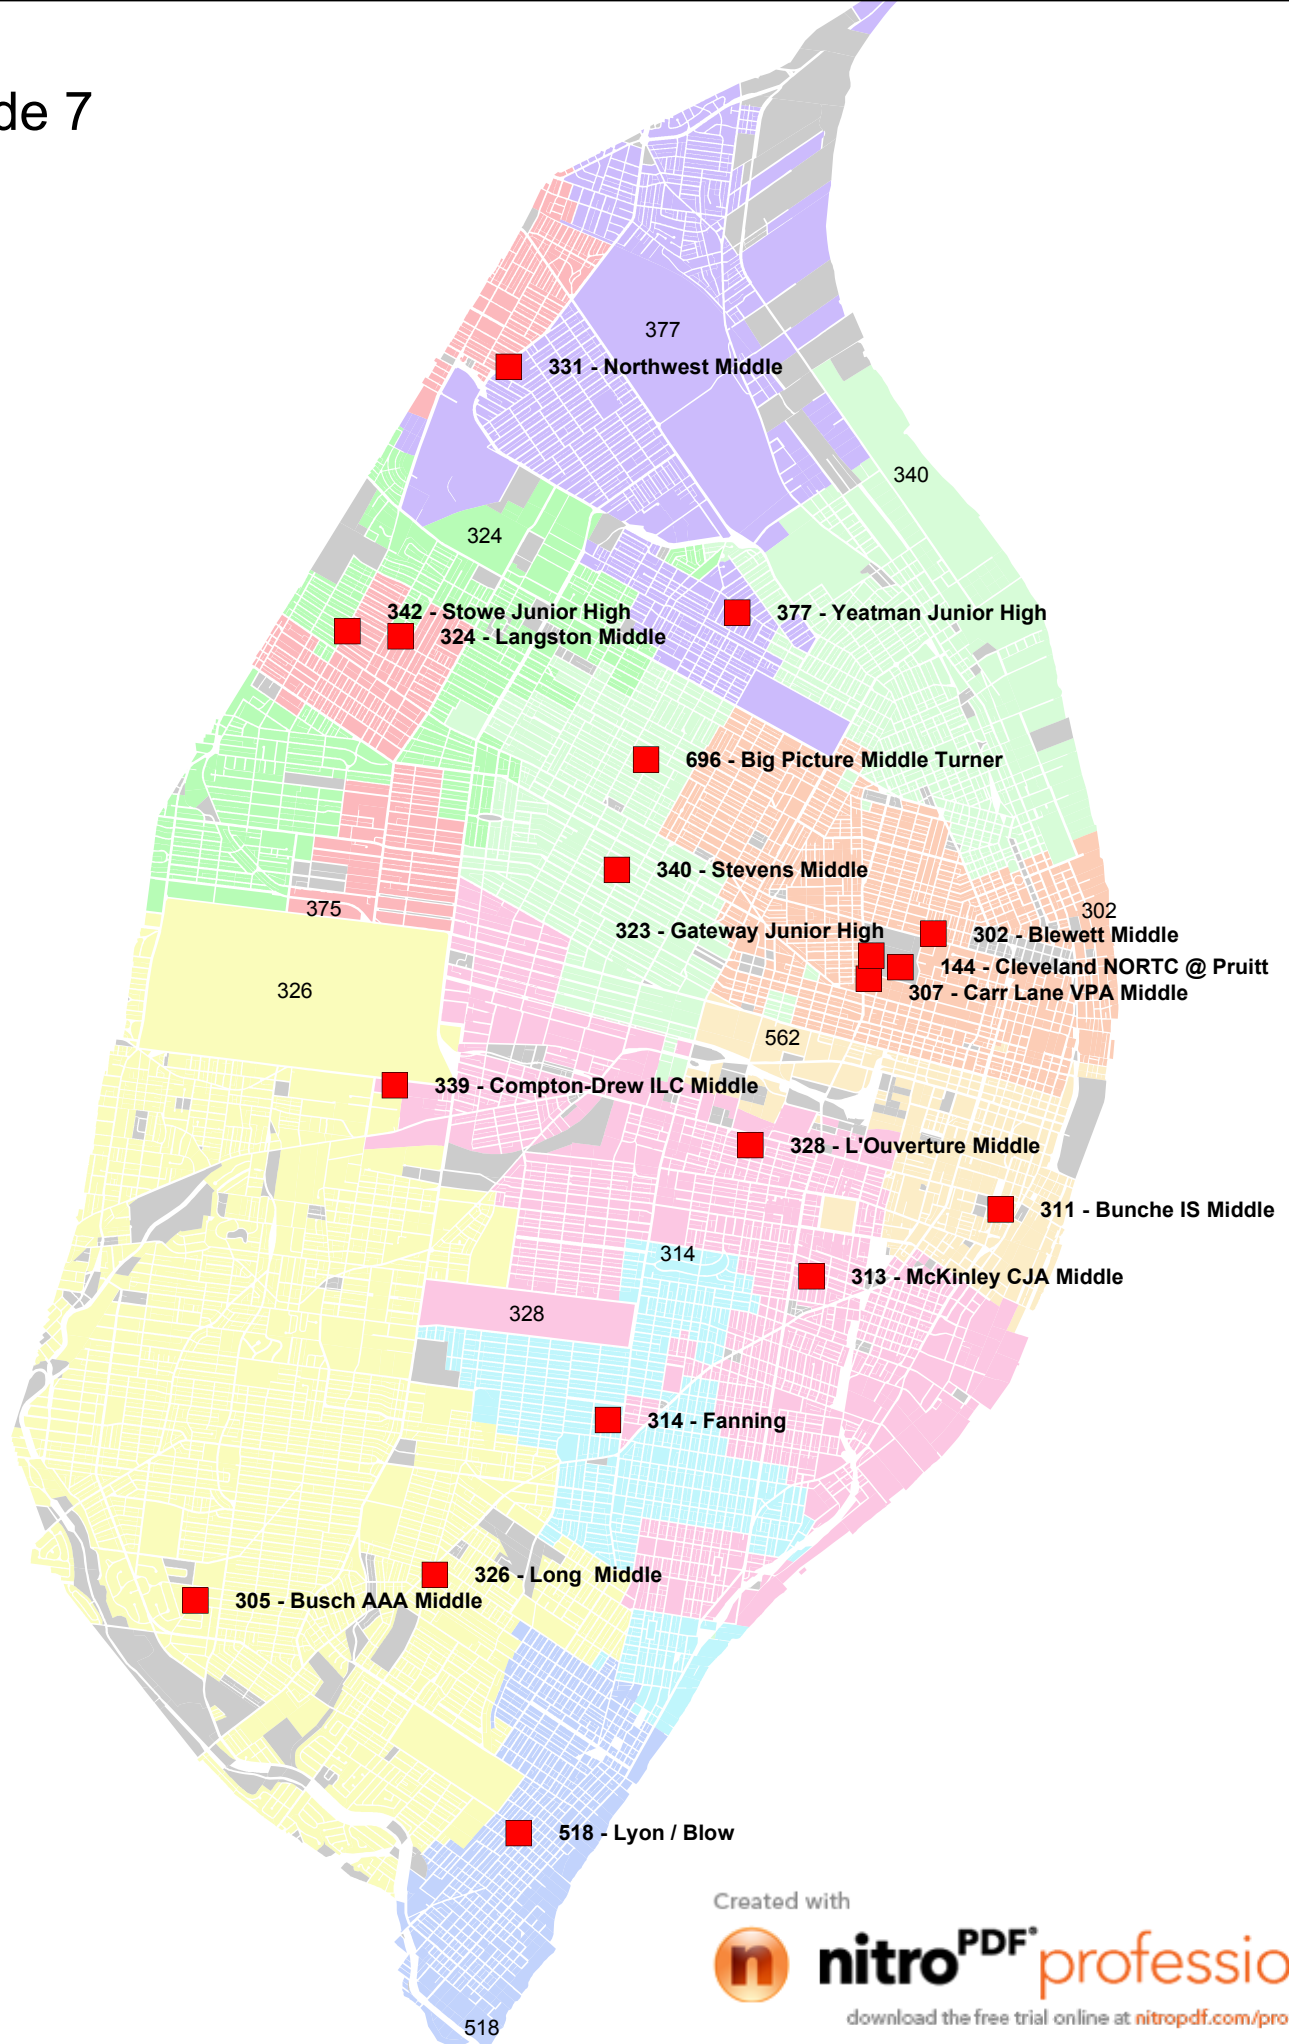 de 7
377
331 - Northwest Middle
340
324
342 - Stowe Junior High
377 - Yeatman Junior High
324 - Langston Middle
696 - Big Picture Middle Turner
340 - Stevens Middle
375
302
323 - Gateway Junior High
302 - Blewett Middle
144 - Cleveland NORTC @ Pruitt
326
307 - Carr Lane VPA Middle
562
339 - Compton-Drew ILC Middle
328 - L'Ouverture Middle
311 - Bunche IS Middle
314
313 - McKinley CJA Middle
328
314 - Fanning
326 - Long Middle
305 - Busch AAA Middle
518 - Lyon / Blow
Created with
n nitroPDF® professio
download the free trial online at nitropdf.com/pro
518